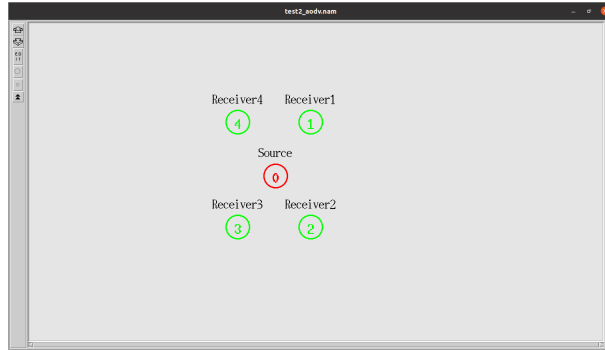 test2_aodv.nam
Receiver4 Receiver1
4 1
Source
0
Receiver3 Receiver2
3 2